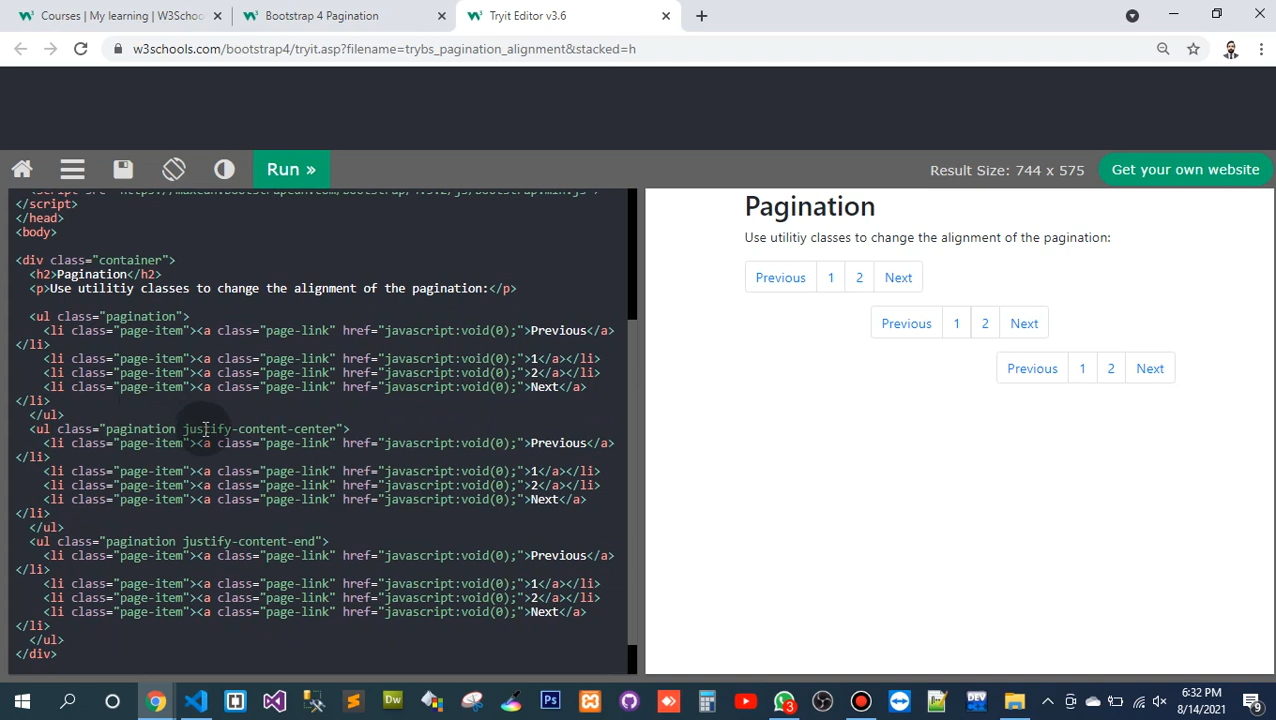 Courses | My learning | W3Schoo
Bootstrap 4 Pagination
Tryit Editor v3.6
w3schools.com/bootstrap4/tryit.asp?filename=trybs_pagination_alignment&stacked=h
Run »
Result Size: 744 x 575
Get your own website
</script>
</head>
<body>
<div class="container">
<h2>Pagination</h2>
<p>Use utilitiy classes to change the alignment of the pagination:</p>
<ul class="pagination">
<li class="page-item"><a class="page-link" href="javascript:void(0);">Previous</a>
</li>
<li class="page-item"><a class="page-link" href="javascript:void(0);">1</a></li>
<li class="page-item"><a class="page-link" href="javascript:void(0);">2</a></li>
<li class="page-item"><a class="page-link" href="javascript:void(0);">Next</a>
</li>
</ul>
<ul class="pagination justify-content-center">
<li class="page-item"><a class="page-link" href="javascript:void(0);">Previous</a>
</li>
<li class="page-item"><a class="page-link" href="javascript:void(0);">1</a></li>
<li class="page-item"><a class="page-link" href="javascript:void(0);">2</a></li>
<li class="page-item"><a class="page-link" href="javascript:void(0);">Next</a>
</li>
</ul>
<ul class="pagination justify-content-end">
<li class="page-item"><a class="page-link" href="javascript:void(0);">Previous</a>
</li>
<li class="page-item"><a class="page-link" href="javascript:void(0);">1</a></li>
<li class="page-item"><a class="page-link" href="javascript:void(0);">2</a></li>
<li class="page-item"><a class="page-link" href="javascript:void(0);">Next</a>
</li>
</ul>
</div>
Pagination
Use utilitiy classes to change the alignment of the pagination:
Previous 1 2 Next
Previous 1 2 Next
Previous 1 2 Next
Dw
Ps
3
DEV
6:32 PM
8/14/2021
9